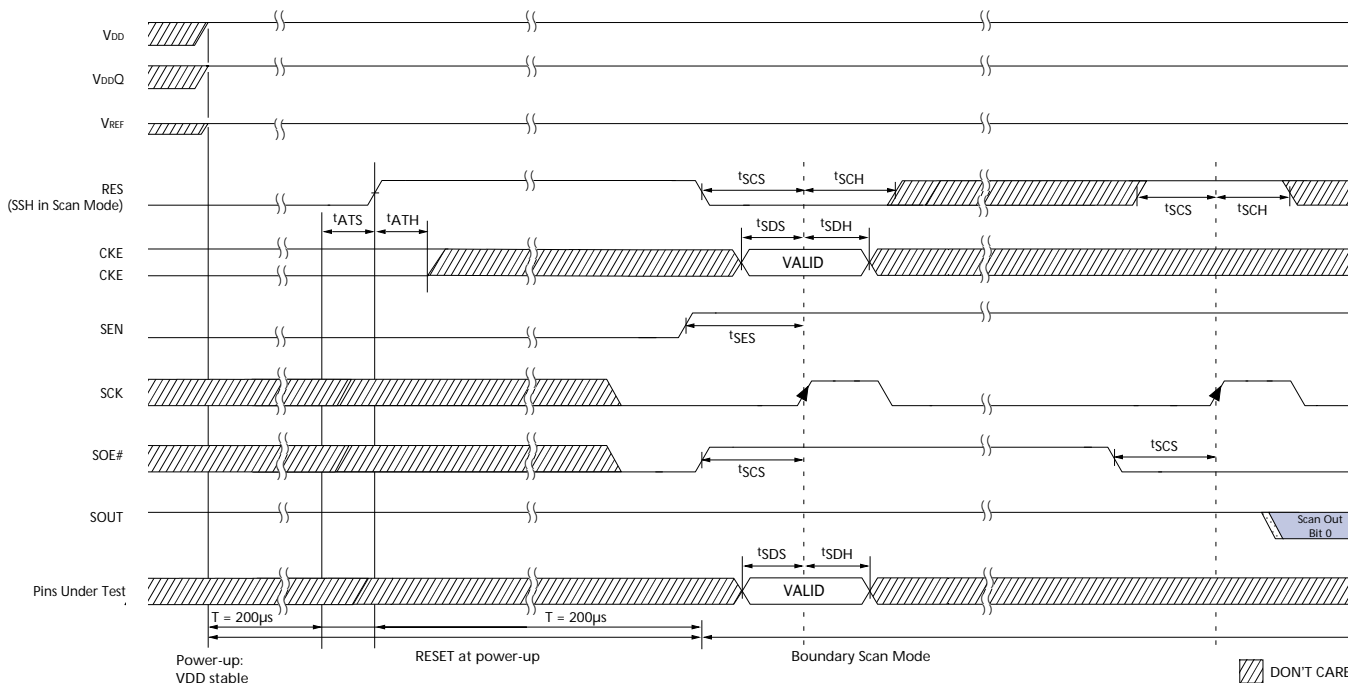 VDD
VDDQ
VREF
RES
(SSH in Scan Mode)
tSCS
tSCH
tSCS
tSCH
tATS
tATH
tSDS
tSDH
CKE
VALID
CKE
SEN
tSES
SCK
SOE#
tSCS
tSCS
SOUT
Scan Out
Bit 0
tSDS
tSDH
Pins Under Test
VALID
T = 200µs
T = 200µs
Power-up:
VDD stable
RESET at power-up
Boundary Scan Mode
DON'T CARE